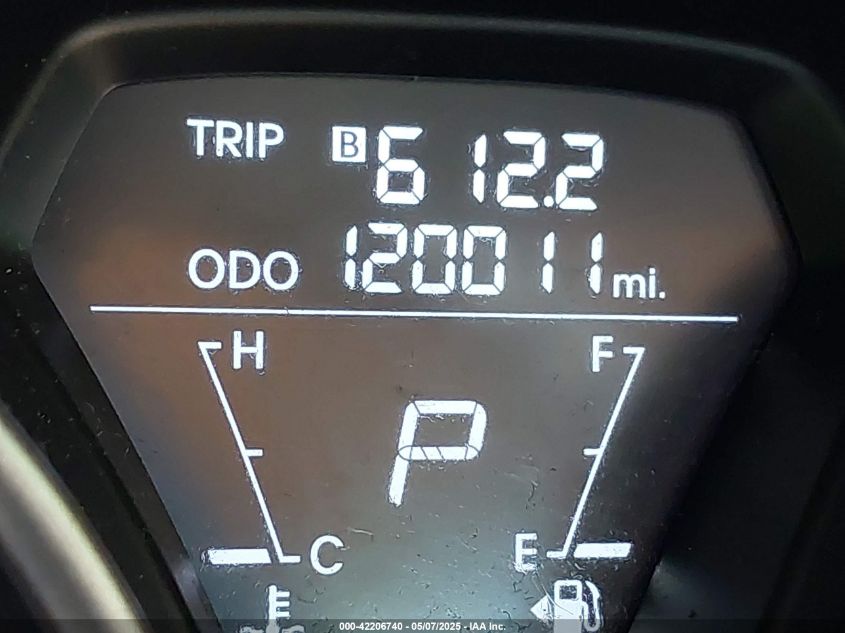 TRIP B 612.2
ODO 120011 mi.
H F
P
C E
000-42206740 - 05/07/2025 - IAA Inc.